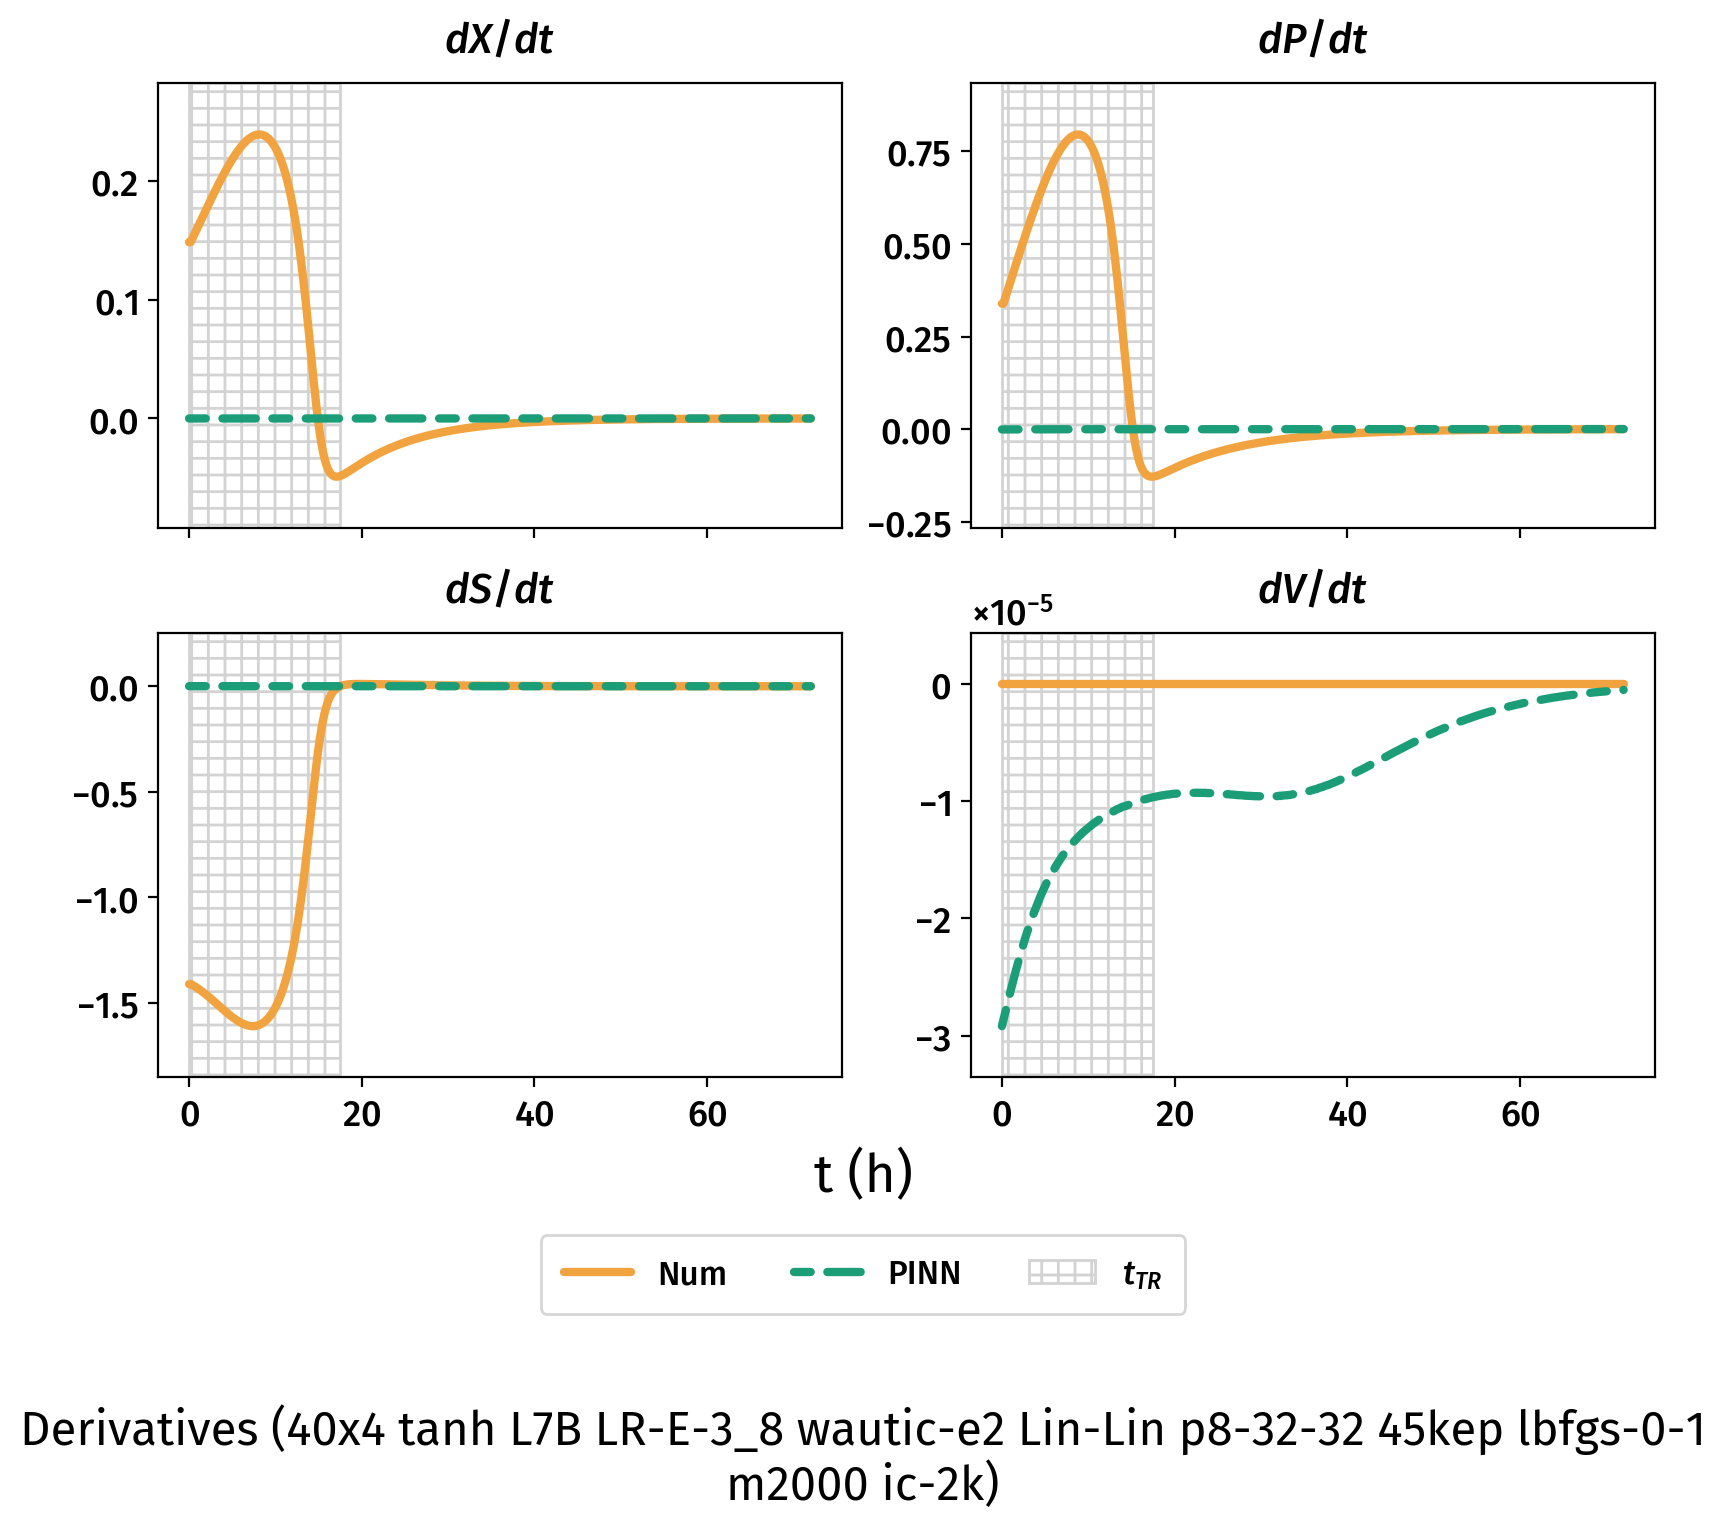 dX/dt
dP/dt
0.2
0.1
0.0
0.75
0.50
0.25
0.00
−0.25
dS/dt
dV/dt
×10⁻⁵
0.0
−0.5
−1.0
−1.5
0
−1
−2
−3
0 20 40 60
0 20 40 60
t (h)
Num PINN t_TR
Derivatives (40x4 tanh L7B LR-E-3_8 wautic-e2 Lin-Lin p8-32-32 45kep lbfgs-0-1
m2000 ic-2k)